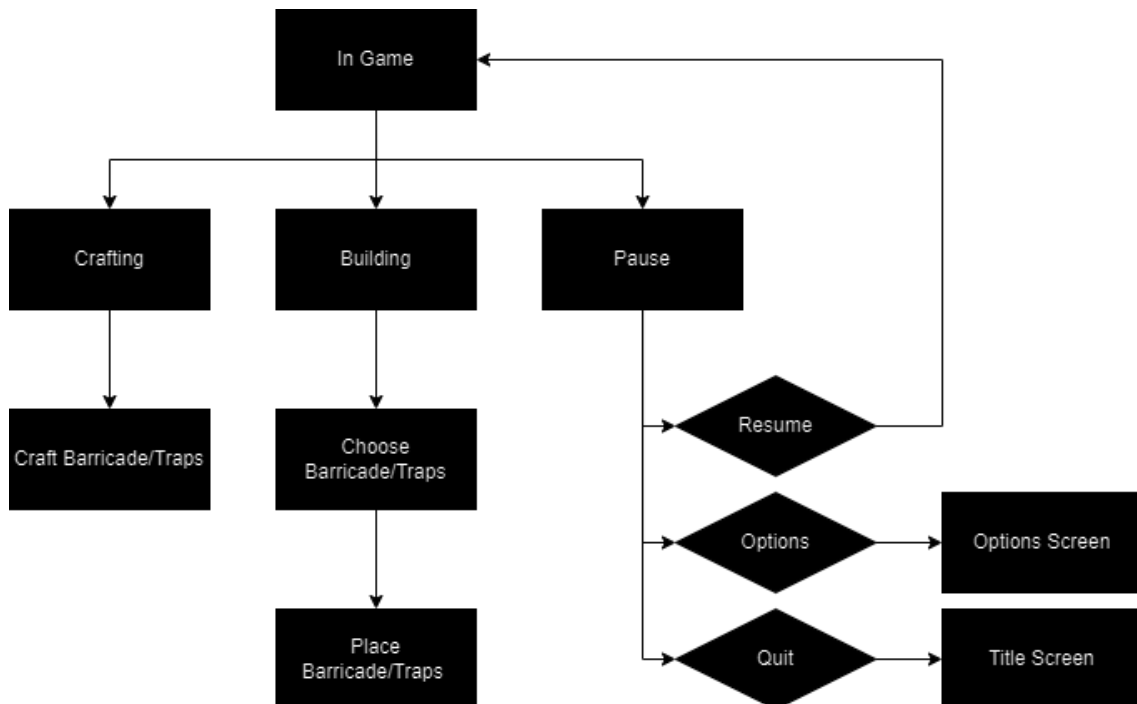 In Game
Crafting
Building
Pause
Craft Barricade/Traps
Choose
Barricade/Traps
Resume
Options
Options Screen
Place
Barricade/Traps
Quit
Title Screen